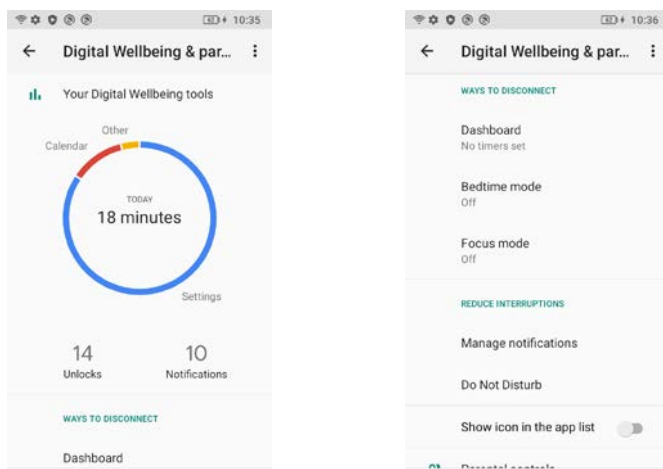 10:35
Digital Wellbeing & par...
Your Digital Wellbeing tools
Other
Calendar
TODAY
18 minutes
Settings
14
10
Unlocks
Notifications
WAYS TO DISCONNECT
Dashboard
10:36
Digital Wellbeing & par...
WAYS TO DISCONNECT
Dashboard
No timers set
Bedtime mode
Off
Focus mode
Off
REDUCE INTERRUPTIONS
Manage notifications
Do Not Disturb
Show icon in the app list
Parental controls